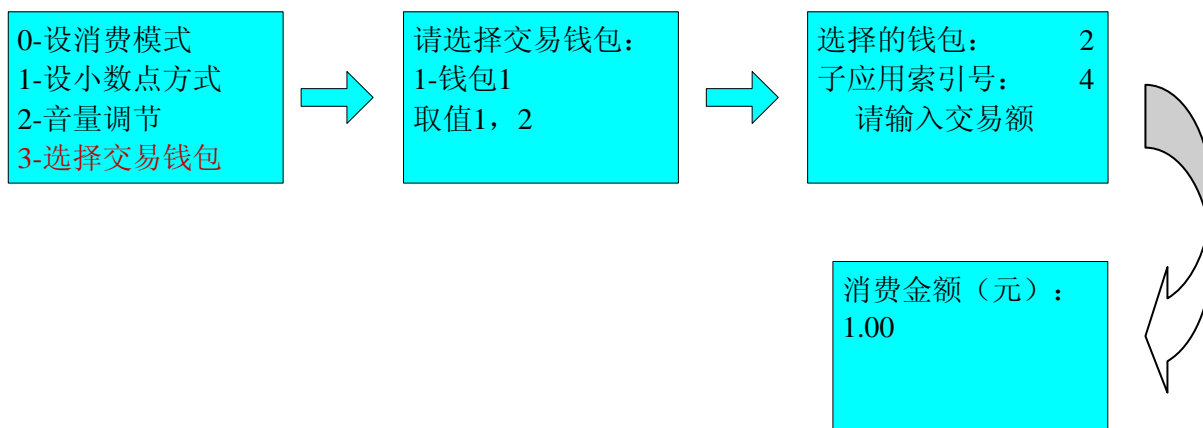 0-设消费模式
1-设小数点方式
2-音量调节
3-选择交易钱包
请选择交易钱包：
1-钱包1
取值1，2
选择的钱包： 2
子应用索引号： 4
请输入交易额
消费金额（元）：
1.00